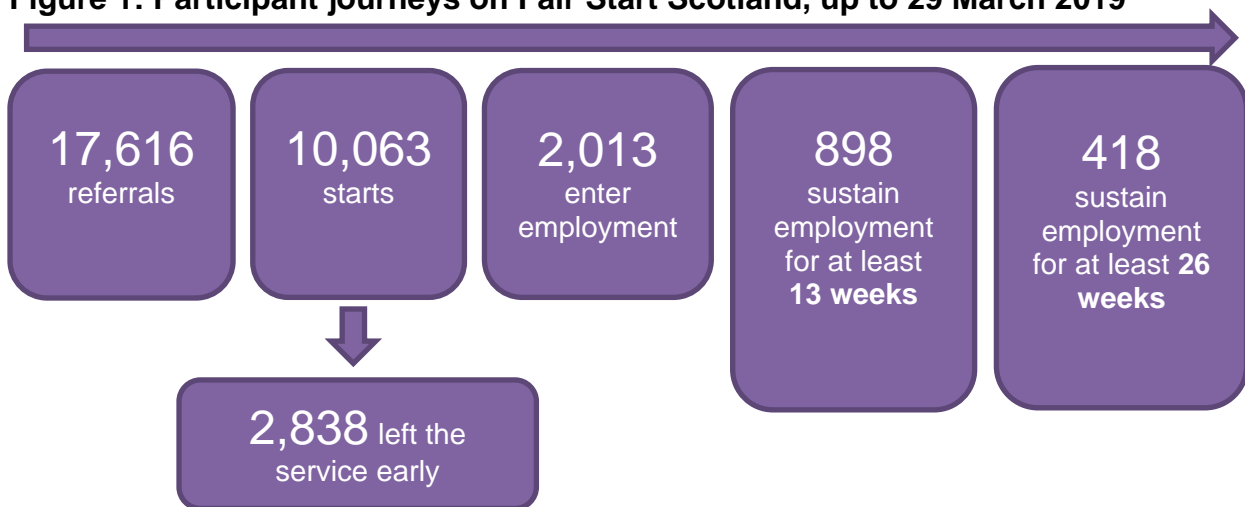 Figure 1: Participant journeys on Fair Start Scotland, up to 29 March 2019
17,616
referrals
10,063
starts
2,013
enter
employment
898
sustain
employment
for at least
13 weeks
418
sustain
employment
for at least 26
weeks
2,838 left the
service early